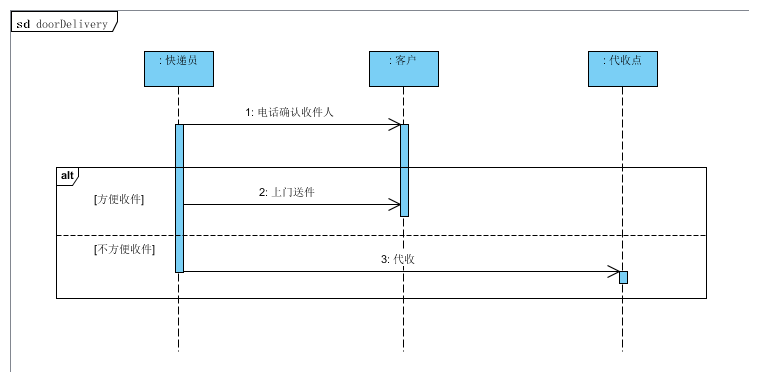 sd doorDelivery
: 快递员
: 客户
: 代收点
1: 电话确认收件人
alt
[方便收件]
2: 上门送件
[不方便收件]
3: 代收